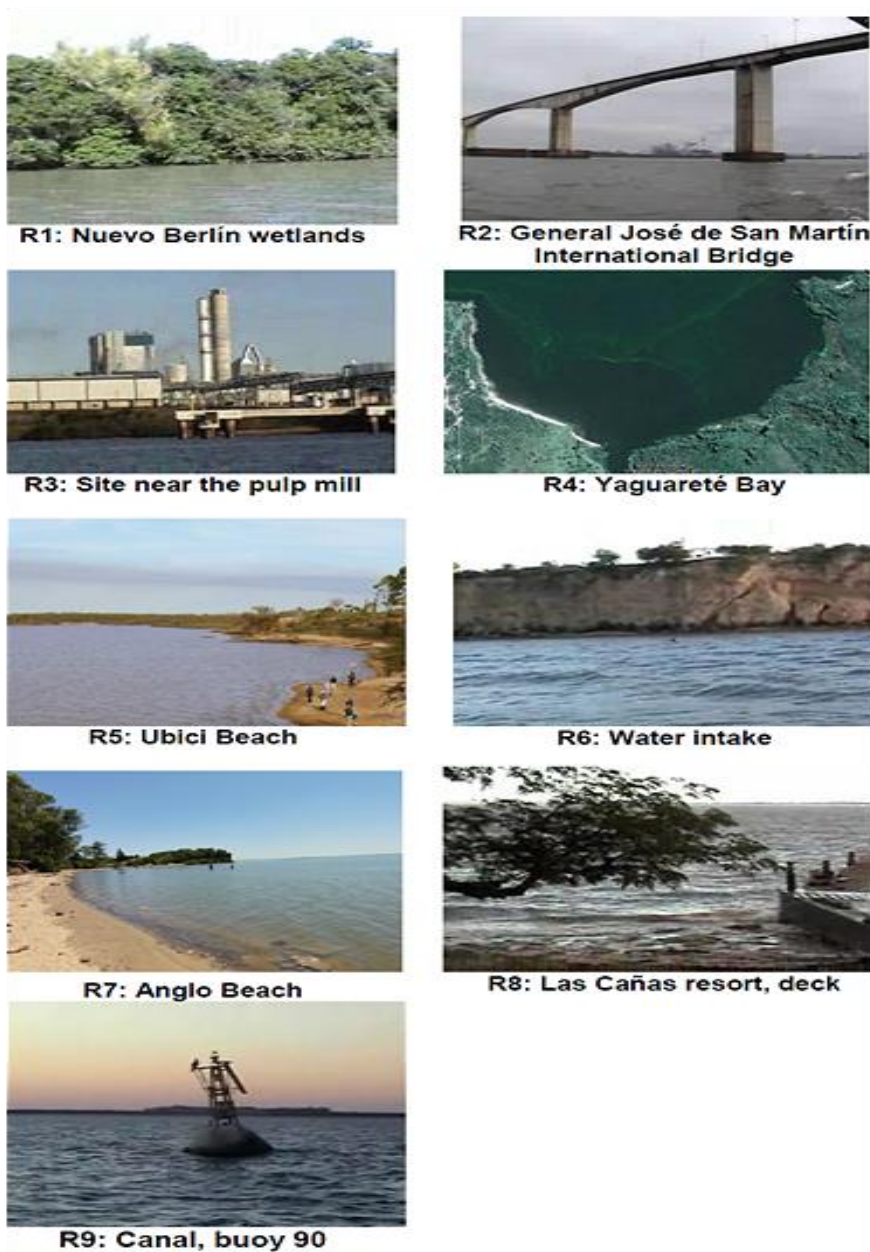 R1: Nuevo Berlín wetlands
R2: General José de San Martín
International Bridge
R3: Site near the pulp mill
R4: Yaguareté Bay
R5: Ubici Beach
R6: Water intake
R7: Anglo Beach
R8: Las Cañas resort, deck
R9: Canal, buoy 90